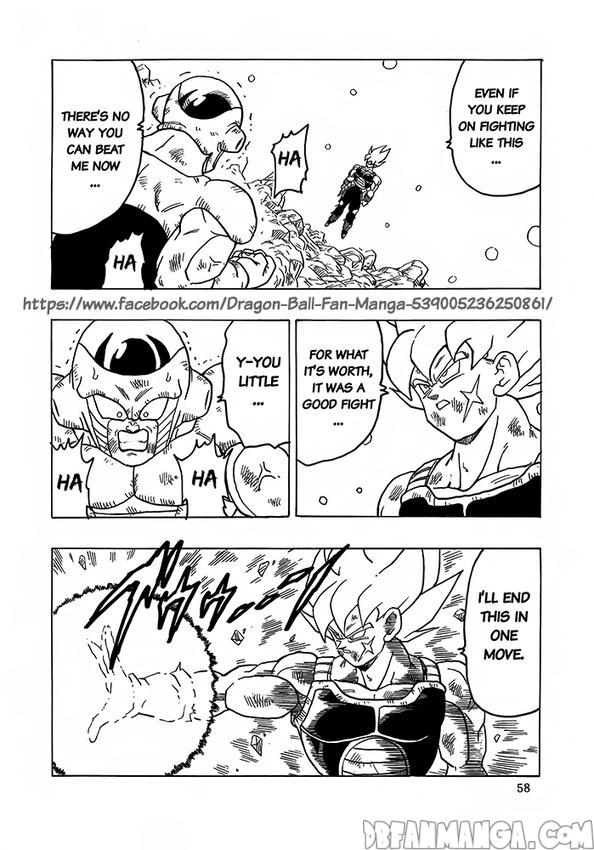 EVEN IF
YOU KEEP
ON FIGHTING
LIKE THIS
...
THERE'S NO
WAY YOU
CAN BEAT
ME NOW
...
HA
HA
https://www.facebook.com/Dragon-Ball-Fan-Manga-539005236250861/
FOR WHAT
IT'S WORTH,
IT WAS A
GOOD FIGHT
...
Y-YOU
LITTLE
...
HA
HA
I'LL END
THIS IN
ONE
MOVE.
58
DBFANMANGA.COM